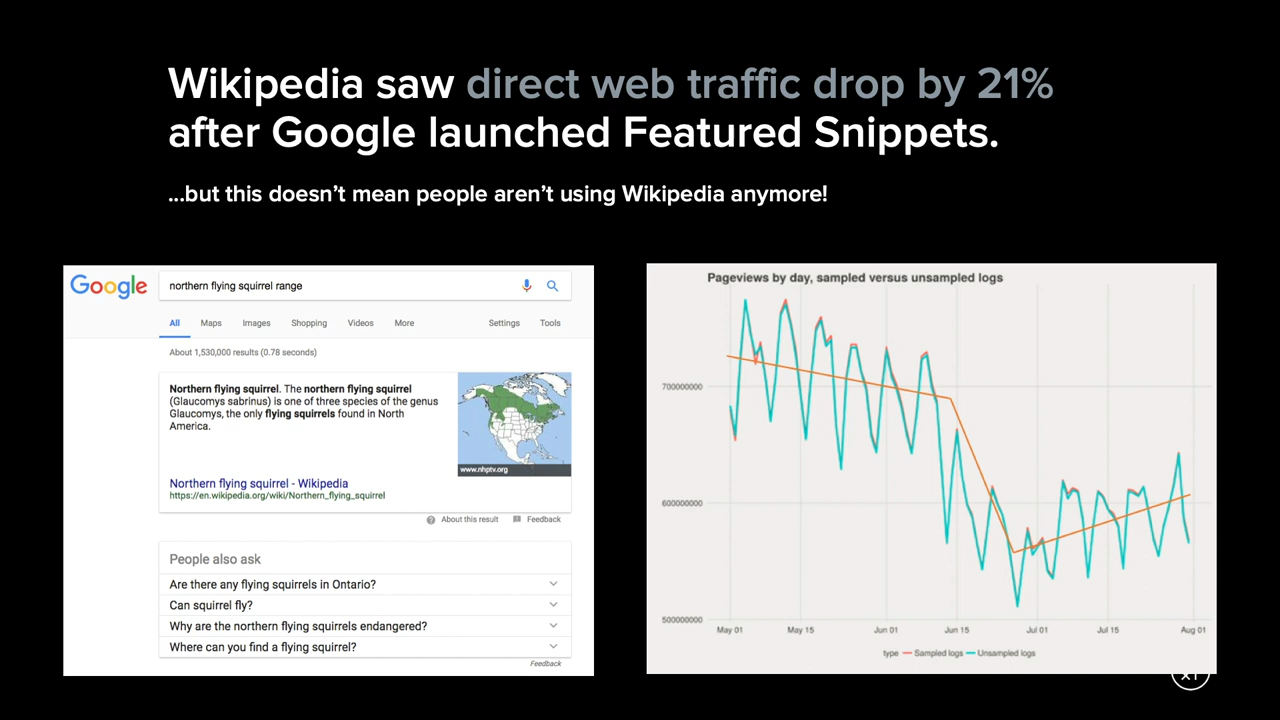 Wikipedia saw direct web traffic drop by 21%
after Google launched Featured Snippets.
...but this doesn't mean people aren't using Wikipedia anymore!
Google
northern flying squirrel range
All Maps Images Shopping Videos More Settings Tools
About 1,530,000 results (0.78 seconds)
Northern flying squirrel. The northern flying squirrel
(Glaucomys sabrinus) is one of three species of the genus
Glaucomys, the only flying squirrels found in North
America.
www.nhptv.org
Northern flying squirrel - Wikipedia
https://en.wikipedia.org/wiki/Northern_flying_squirrel
About this result Feedback
People also ask
Are there any flying squirrels in Ontario?
Can squirrel fly?
Why are the northern flying squirrels endangered?
Where can you find a flying squirrel?
Feedback
Pageviews by day, sampled versus unsampled logs
700000000
600000000
500000000
May 01 May 15 Jun 01 Jun 15 Jul 01 Jul 15 Aug 01
type Sampled logs Unsampled logs